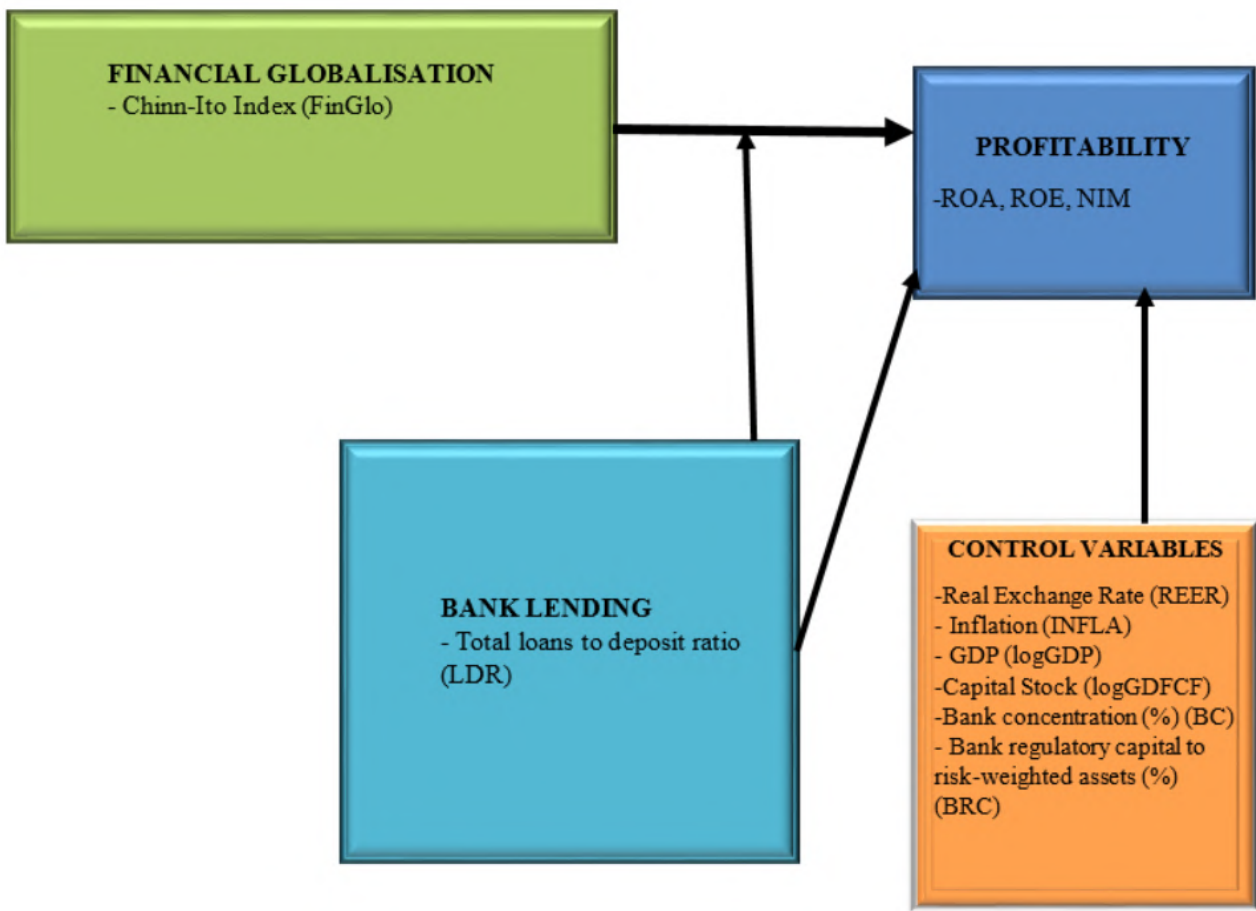 FINANCIAL GLOBALISATION
- Chinn-Ito Index (FinGlo)
PROFITABILITY
-ROA, ROE, NIM
BANK LENDING
- Total loans to deposit ratio
(LDR)
CONTROL VARIABLES
-Real Exchange Rate (REER)
- Inflation (INFLA)
- GDP (logGDP)
-Capital Stock (logGDFCF)
-Bank concentration (%) (BC)
- Bank regulatory capital to
risk-weighted assets (%)
(BRC)